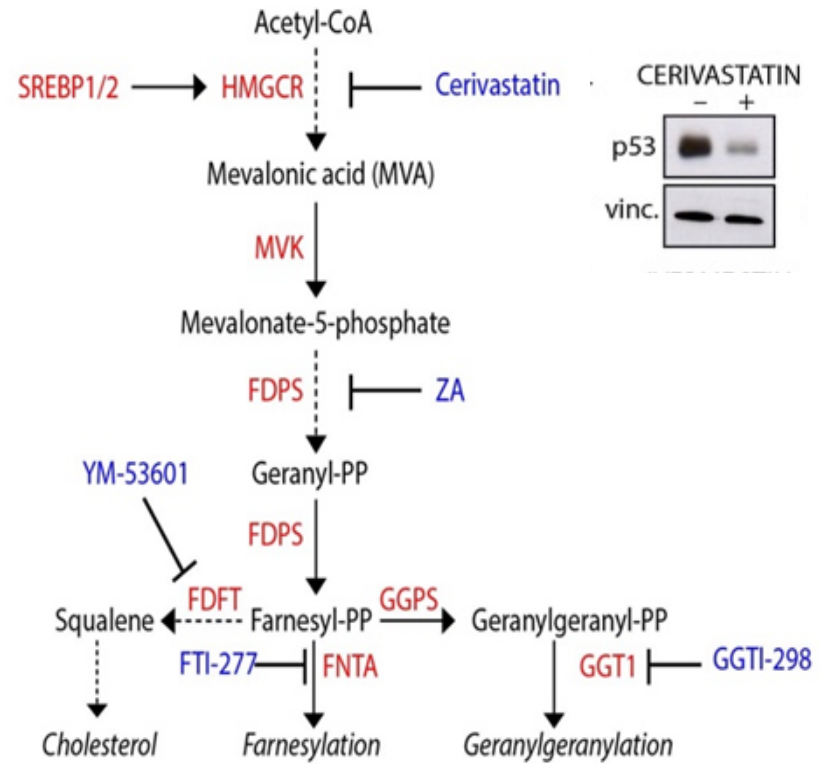 Acetyl-CoA
SREBP1/2 HMGCR Cerivastatin
Mevalonic acid (MVA)
MVK
Mevalonate-5-phosphate
FDPS ZA
YM-53601 Geranyl-PP
FDPS
FDFT GGPS
Squalene Farnesyl-PP Geranylgeranyl-PP
FTI-277 FNTA GGT1 GGTI-298
Cholesterol Farnesylation Geranylgeranylation
CERIVASTATIN
– +
p53
vinc.